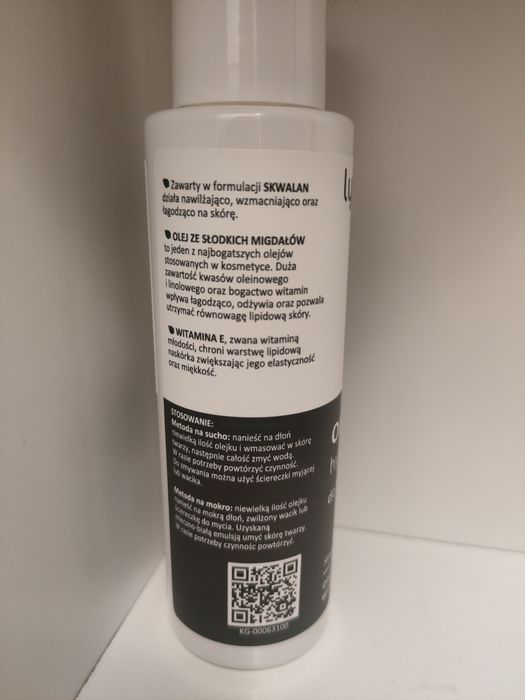 Zawarty w formulacji SKWALAN
działa nawilżająco, wzmacniająco oraz
łagodząco na skórę.
OLEJ ZE SŁODKICH MIGDAŁÓW
to jeden z najbogatszych olejów
stosowanych w kosmetyce. Duża
zawartość kwasów oleinowego
i linolowego oraz bogactwo witamin
wpływa łagodząco, odżywia oraz pozwala
utrzymać równowagę lipidową skóry.
WITAMINA E, zwana witaminą
młodości, chroni warstwę lipidową
naskórka zwiększając jego elastyczność
oraz miękkość.
STOSOWANIE:
Metoda na sucho: nanieść na dłoń
niewielką ilość olejku i wmasować w skórę
twarzy, następnie całość zmyć wodą.
W razie potrzeby powtórzyć czynność.
Do zmywania można użyć ściereczki myjącej
lub wacika.
Metoda na mokro: niewielką ilość olejku
nanieść na mokrą dłoń, zwilżony wacik lub
ściereczkę do mycia. Uzyskaną
mleczno-białą emulsją umyć skórę twarzy.
W razie potrzeby czynność powtórzyć.
KG-00063100